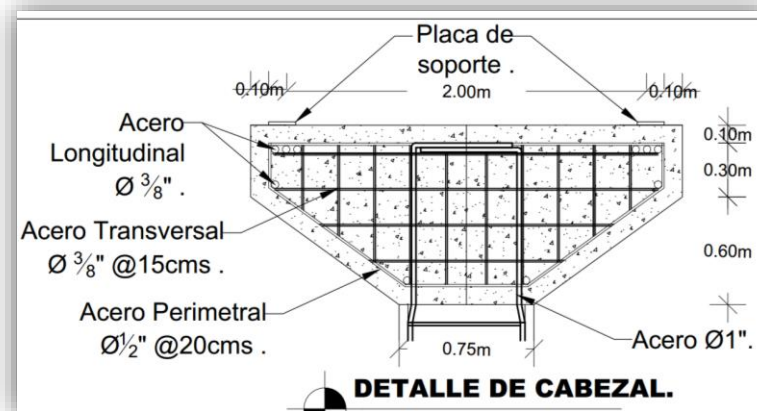 Placa de
soporte .
0.10m
2.00m
0.10m
Acero
Longitudinal
Ø 3⁄8" .
0.10m
0.30m
Acero Transversal
Ø 3⁄8" @15cms .
0.60m
Acero Perimetral
Ø1⁄2" @20cms .
Acero Ø1".
0.75m
DETALLE DE CABEZAL.